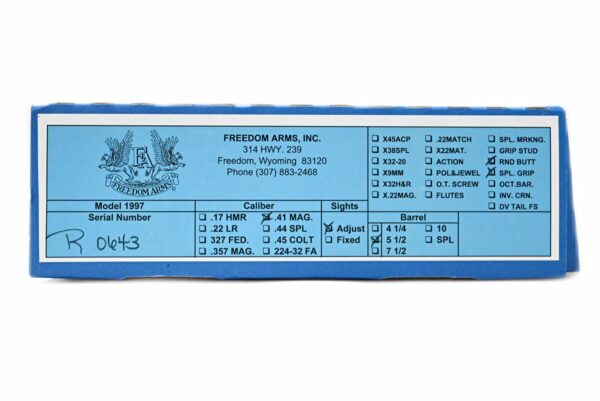 FREEDOM ARMS, INC.
314 HWY. 239
Freedom, Wyoming 83120
Phone (307) 883-2468
FA
FREEDOM ARMS
Model 1997
Serial Number
R 0643
Caliber
.17 HMR .41 MAG.
.22 LR .44 SPL
327 FED. .45 COLT
.357 MAG. 224-32 FA
Sights
Adjust
Fixed
X45ACP .22MATCH SPL. MRKNG.
X38SPL X22MAT. GRIP STUD
X32-20 ACTION RND BUTT
X9MM POL&JEWEL SPL. GRIP
X32H&R O.T. SCREW OCT.BAR.
X.22MAG. FLUTES INV. CRN.
DV TAIL FS
Barrel
4 1/4 10
5 1/2 SPL
7 1/2